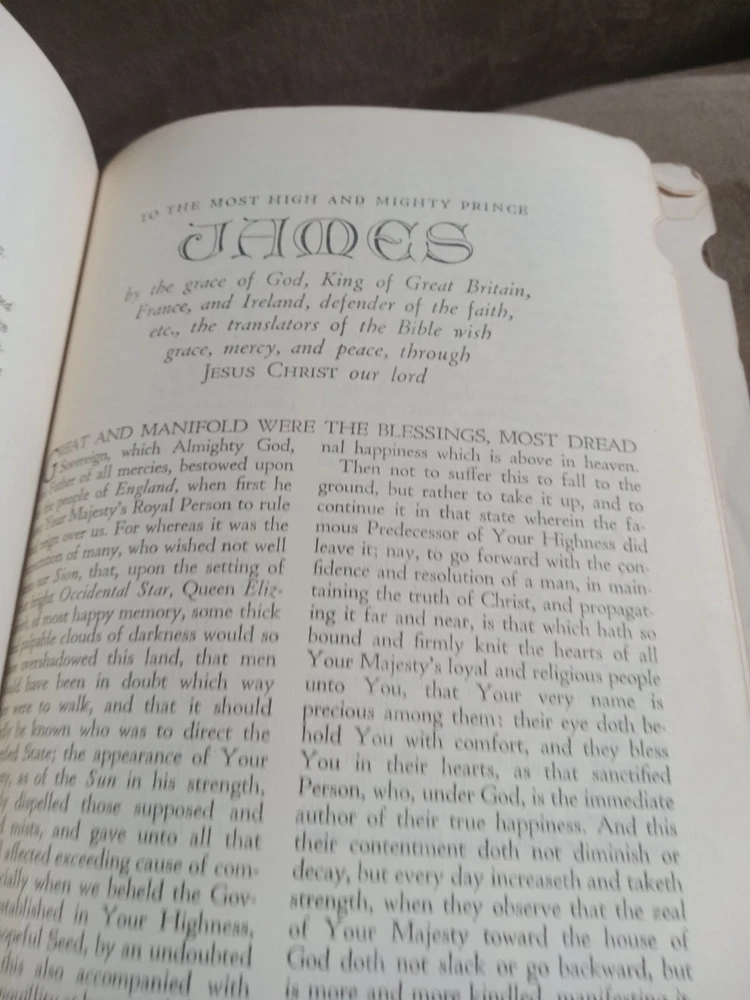 TO THE MOST HIGH AND MIGHTY PRINCE
JAMES
by the grace of God, King of Great Britain,
France, and Ireland, defender of the faith,
etc., the translators of the Bible wish
grace, mercy, and peace, through
JESUS CHRIST our lord
GREAT AND MANIFOLD WERE THE BLESSINGS, MOST DREAD
Sovereign, which Almighty God,
Father of all mercies, bestowed upon
people of England, when first he
Your Majesty's Royal Person to rule
reign over us. For whereas it was the
of many, who wished not well
our Sion, that, upon the setting of
bright Occidental Star, Queen Eliz-
of most happy memory, some thick
palpable clouds of darkness would so
overshadowed this land, that men
have been in doubt which way
were to walk, and that it should
be known who was to direct the
State; the appearance of Your
as of the Sun in his strength,
dispelled those supposed and
mists, and gave unto all that
affected exceeding cause of com-
when we beheld the Gov-
established in Your Highness,
hopeful Seed, by an undoubted
this also accompanied with
nal happiness which is above in heaven.
Then not to suffer this to fall to the
ground, but rather to take it up, and to
continue it in that state wherein the fa-
mous Predecessor of Your Highness did
leave it; nay, to go forward with the con-
fidence and resolution of a man, in main-
taining the truth of Christ, and propagat-
ing it far and near, is that which hath so
bound and firmly knit the hearts of all
Your Majesty's loyal and religious people
unto You, that Your very name is
precious among them: their eye doth be-
hold You with comfort, and they bless
You in their hearts, as that sanctified
Person, who, under God, is the immediate
author of their true happiness. And this
their contentment doth not diminish or
decay, but every day increaseth and taketh
strength, when they observe that the zeal
of Your Majesty toward the house of
God doth not slack or go backward, but
is more and more kindled,